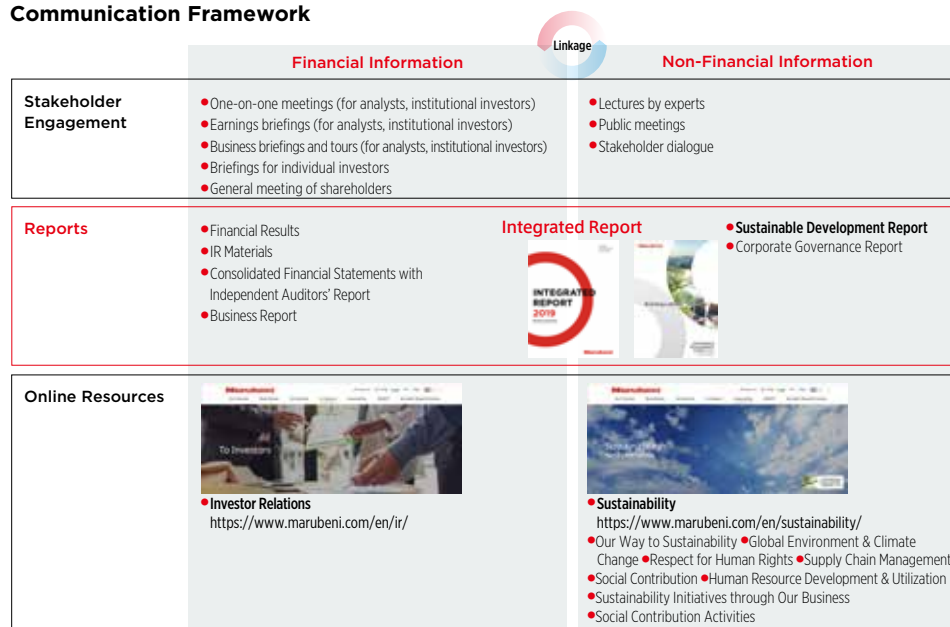 Communication Framework
Linkage
Financial Information
Non-Financial Information
Stakeholder
Engagement
●One-on-one meetings (for analysts, institutional investors)
●Earnings briefings (for analysts, institutional investors)
●Business briefings and tours (for analysts, institutional investors)
●Briefings for individual investors
●General meeting of shareholders
●Lectures by experts
●Public meetings
●Stakeholder dialogue
Reports
●Financial Results
●IR Materials
●Consolidated Financial Statements with
Independent Auditors' Report
●Business Report
Integrated Report
INTEGRATED
REPORT
2019
Marubeni
●Sustainable Development Report
●Corporate Governance Report
Online Resources
Marubeni
To Investors
●Investor Relations
https://www.marubeni.com/en/ir/
Marubeni
●Sustainability
https://www.marubeni.com/en/sustainability/
●Our Way to Sustainability ●Global Environment & Climate
Change ●Respect for Human Rights ●Supply Chain Management
●Social Contribution ●Human Resource Development & Utilization
●Sustainability Initiatives through Our Business
●Social Contribution Activities